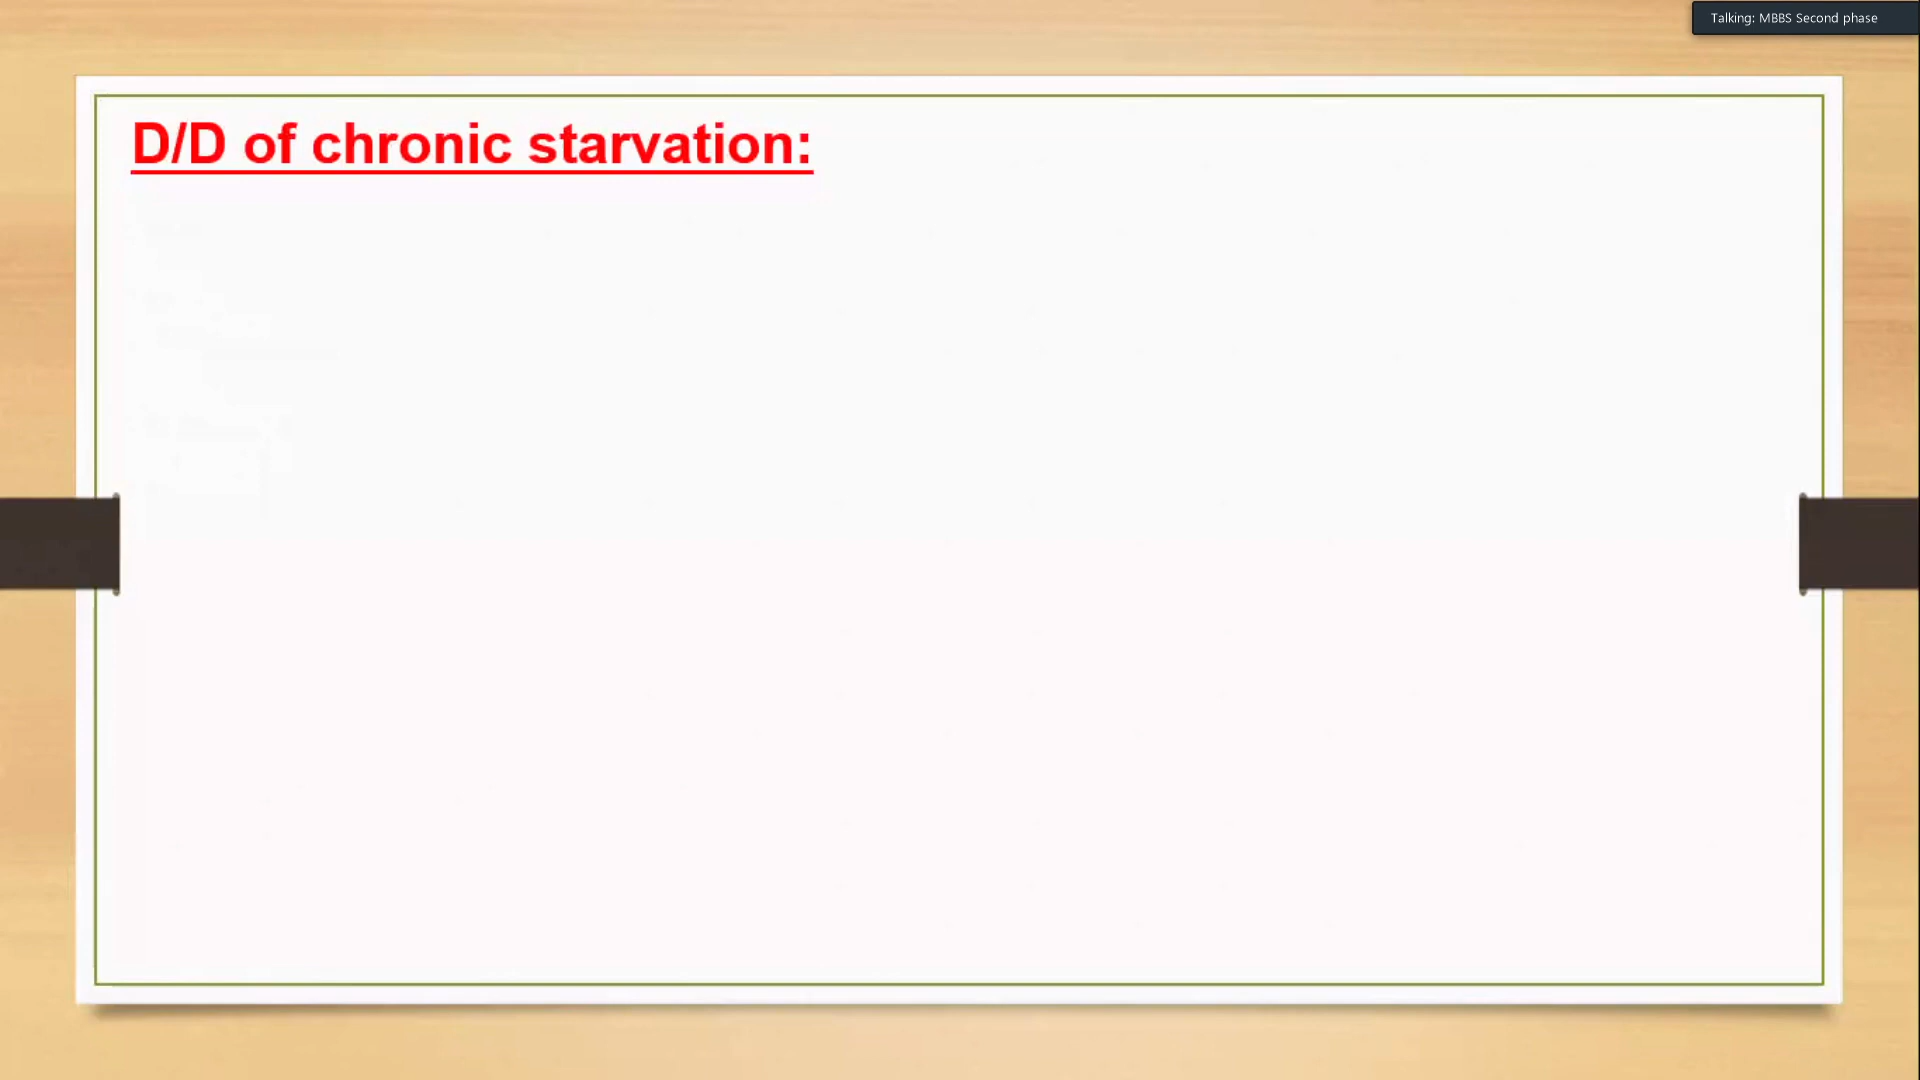 Talking: MBBS Second phase
D/D of chronic starvation: